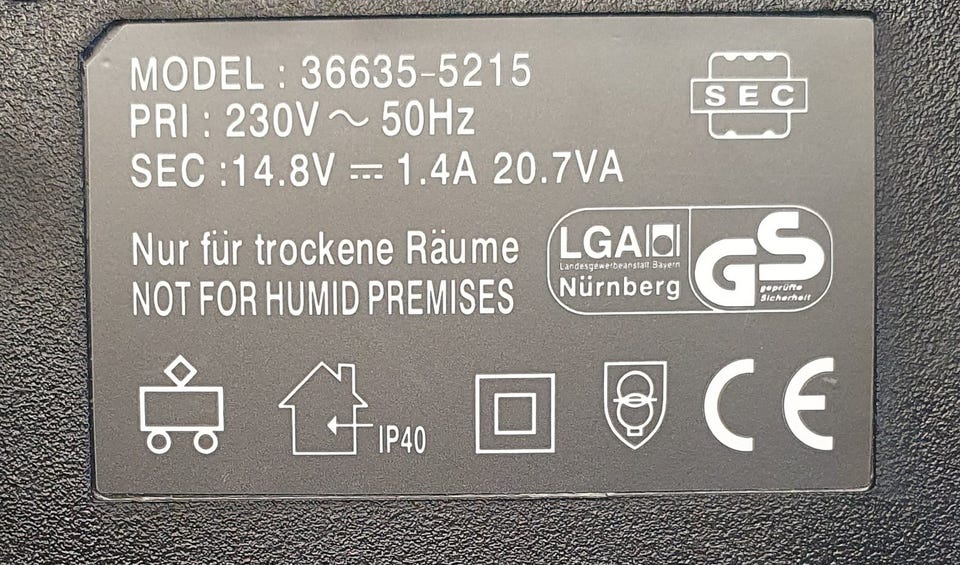 MODEL : 36635-5215
SEC
PRI : 230V ~ 50Hz
SEC :14.8V ⎓ 1.4A 20.7VA
Nur für trockene Räume
NOT FOR HUMID PREMISES
LGA
Landesgewerbeanstalt Bayern
Nürnberg
GS
geprüfte
Sicherheit
IP40
CE